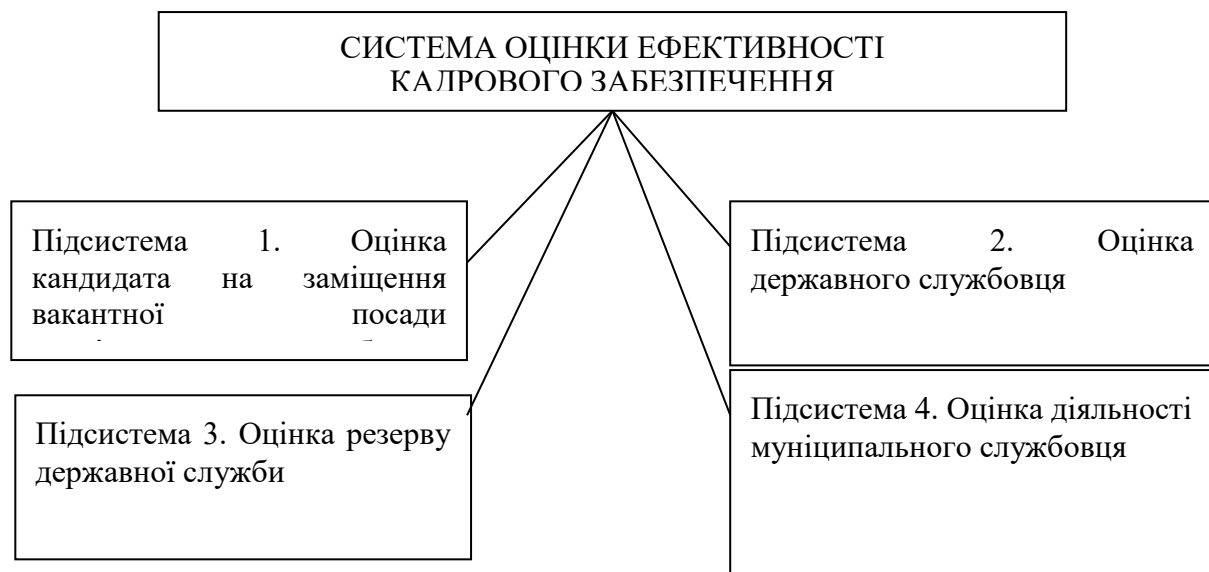 СИСТЕМА ОЦІНКИ ЕФЕКТИВНОСТІ
КАДРОВОГО ЗАБЕЗПЕЧЕННЯ
Підсистема 1. Оцінка
кандидата на заміщення
вакантної посади
Підсистема 2. Оцінка
державного службовця
Підсистема 3. Оцінка резерву
державної служби
Підсистема 4. Оцінка діяльності
муніципального службовця